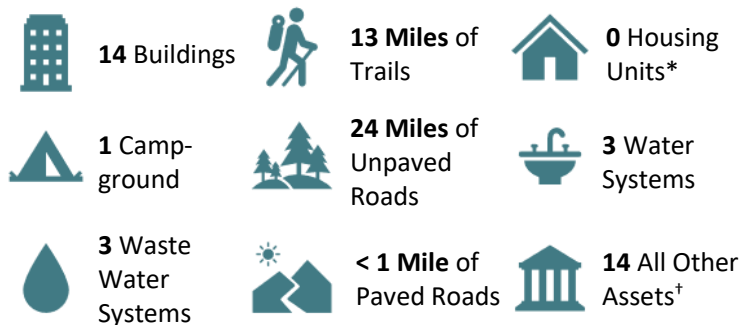 14 Buildings
13 Miles of
Trails
0 Housing
Units*
1 Camp-
ground
24 Miles of
Unpaved
Roads
3 Water
Systems
3 Waste
Water
Systems
< 1 Mile of
Paved Roads
14 All Other
Assets†